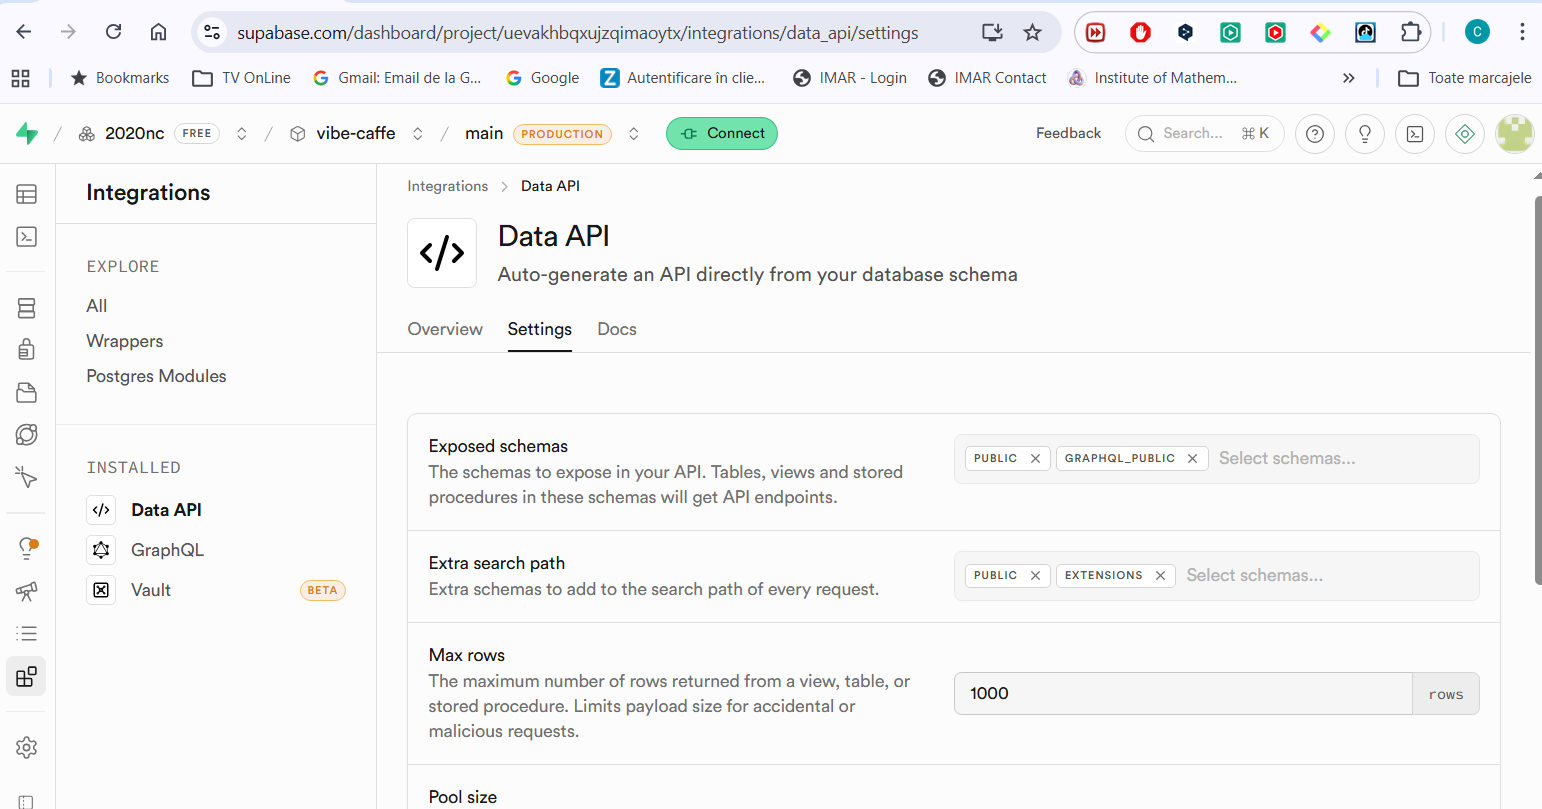 supabase.com/dashboard/project/uevakhbqxujzqimaoytx/integrations/data_api/settings
C
Bookmarks
TV OnLine
Gmail: Email de la G...
Google
Autentificare în clie...
IMAR - Login
IMAR Contact
Institute of Mathem...
Toate marcajele
/ 2020nc FREE / vibe-caffe / main PRODUCTION Connect Feedback Search... ⌘ K
Integrations
Integrations > Data API
Data API
Auto-generate an API directly from your database schema
Overview Settings Docs
EXPLORE
All
Wrappers
Postgres Modules
INSTALLED
Data API
GraphQL
Vault BETA
Exposed schemas
The schemas to expose in your API. Tables, views and stored
procedures in these schemas will get API endpoints.
PUBLIC GRAPHQL_PUBLIC Select schemas...
Extra search path
Extra schemas to add to the search path of every request.
PUBLIC EXTENSIONS Select schemas...
Max rows
The maximum number of rows returned from a view, table, or
stored procedure. Limits payload size for accidental or
malicious requests.
1000 rows
Pool size